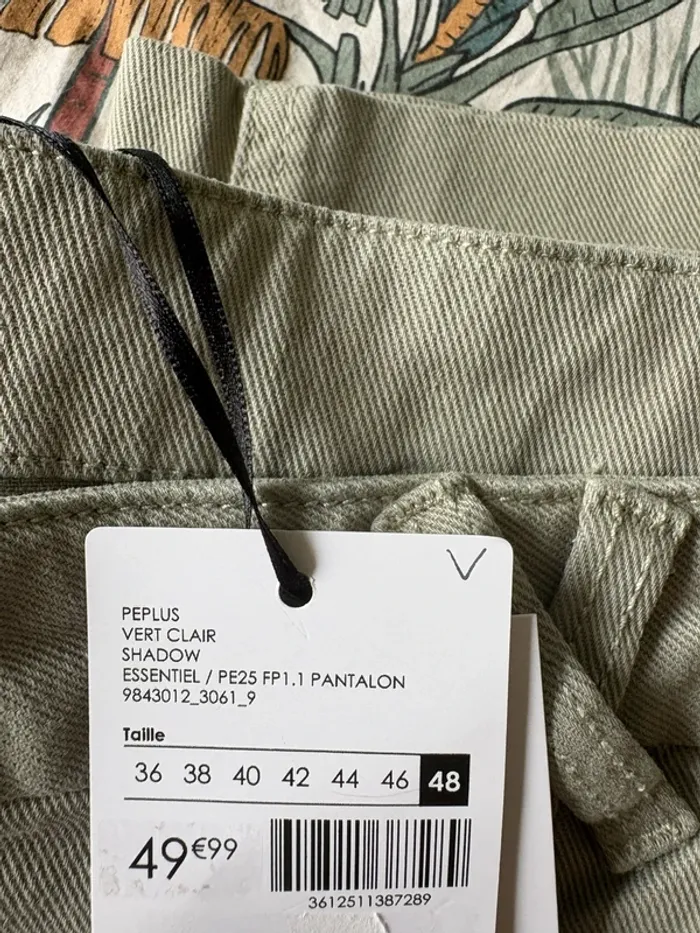 V
PEPLUS
VERT CLAIR
SHADOW
ESSENTIEL / PE25 FP1.1 PANTALON
9843012_3061_9
Taille
36 38 40 42 44 46 48
49€99
3612511387289